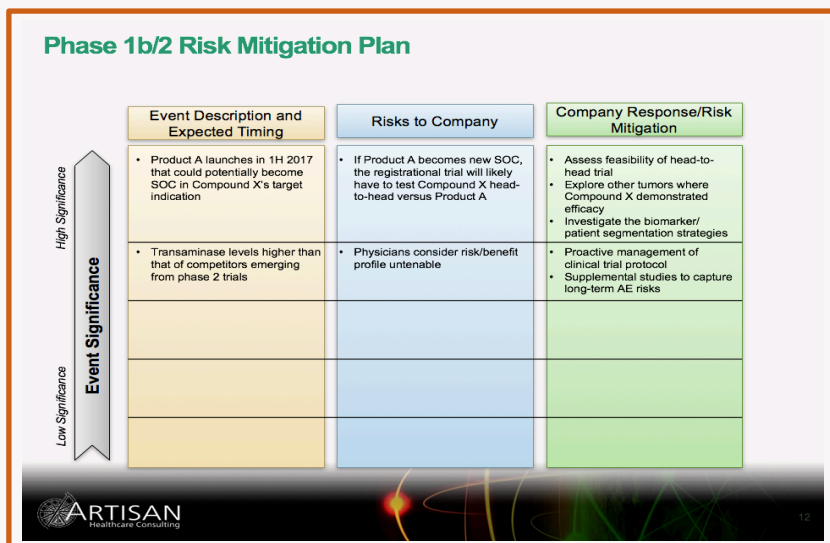 Phase 1b/2 Risk Mitigation Plan
Event Description and
Expected Timing
Risks to Company
Company Response/Risk
Mitigation
High Significance
Event Significance
Low Significance
• Product A launches in 1H 2017
that could potentially become
SOC in Compound X's target
indication
• If Product A becomes new SOC,
the registrational trial will likely
have to test Compound X head-
to-head versus Product A
• Assess feasibility of head-to-
head trial
• Explore other tumors where
Compound X demonstrated
efficacy
• Investigate the biomarker/
patient segmentation strategies
• Transaminase levels higher than
that of competitors emerging
from phase 2 trials
• Physicians consider risk/benefit
profile untenable
• Proactive management of
clinical trial protocol
• Supplemental studies to capture
long-term AE risks
ARTISAN
Healthcare Consulting
12